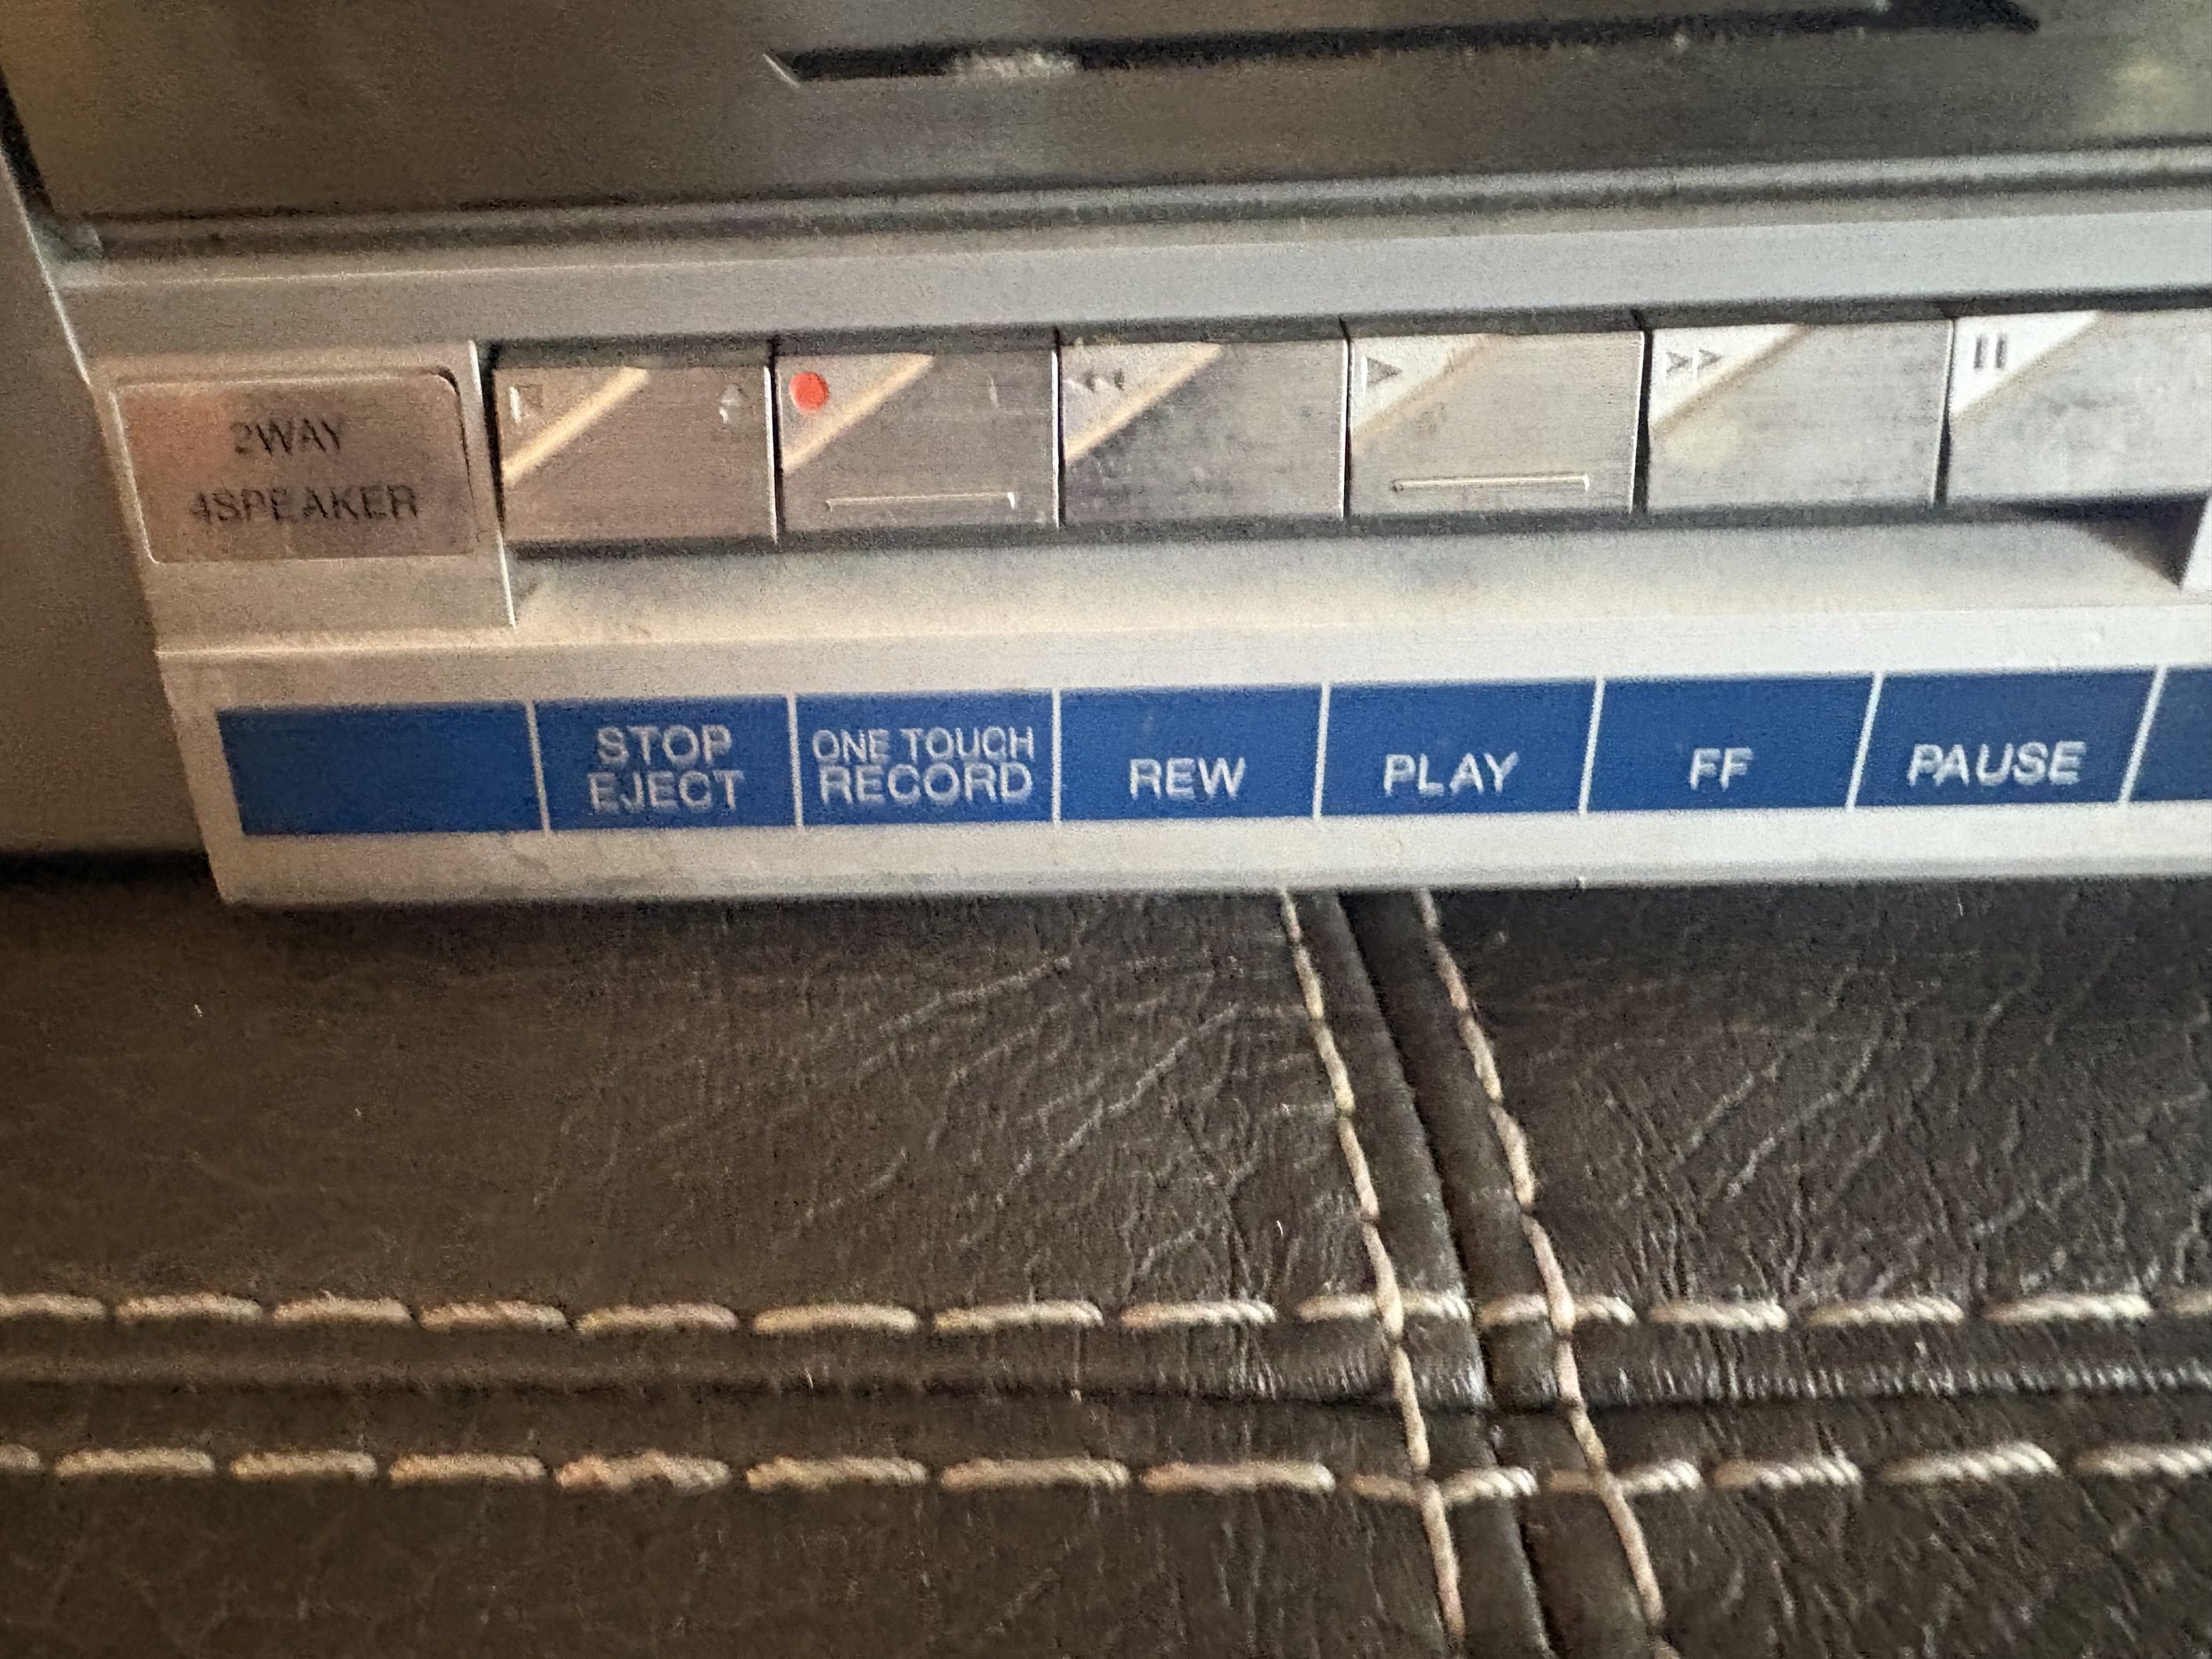 2WAY
4SPEAKER
STOP
EJECT
ONE TOUCH
RECORD
REW
PLAY
FF
PAUSE